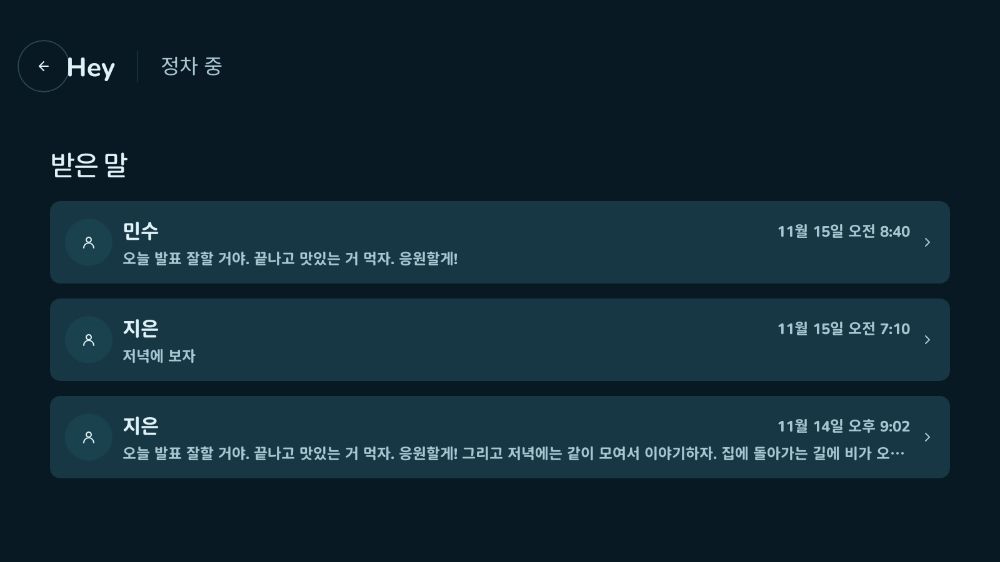 Hey
정차 중
받은 말
민수
11월 15일 오전 8:40
오늘 발표 잘할 거야. 끝나고 맛있는 거 먹자. 응원할게!
지은
11월 15일 오전 7:10
저녁에 보자
지은
11월 14일 오후 9:02
오늘 발표 잘할 거야. 끝나고 맛있는 거 먹자. 응원할게! 그리고 저녁에는 같이 모여서 이야기하자. 집에 돌아가는 길에 비가 오…